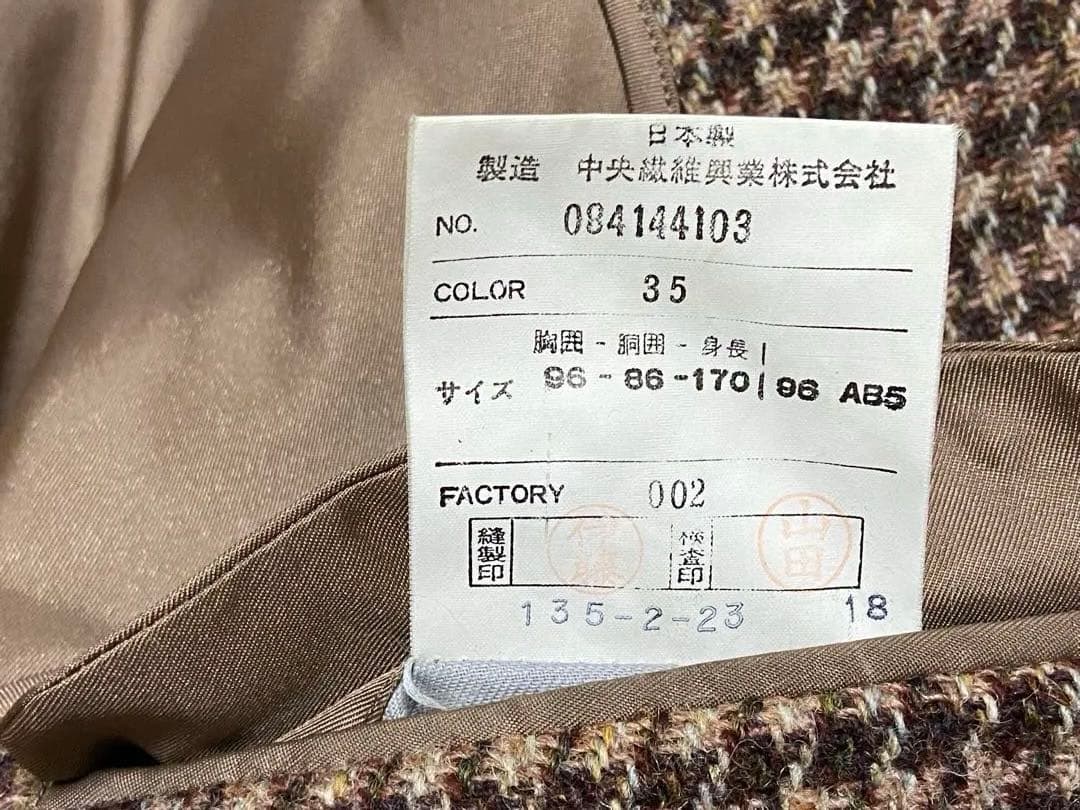 日本製
製造 中央繊維興業株式会社
NO. 084144103
COLOR 35
胸囲 - 胴囲 - 身長
サイズ 96 - 86 - 170 | 96 AB5
FACTORY 002
縫製印 伊藤 検査印 山田
135-2-23 18